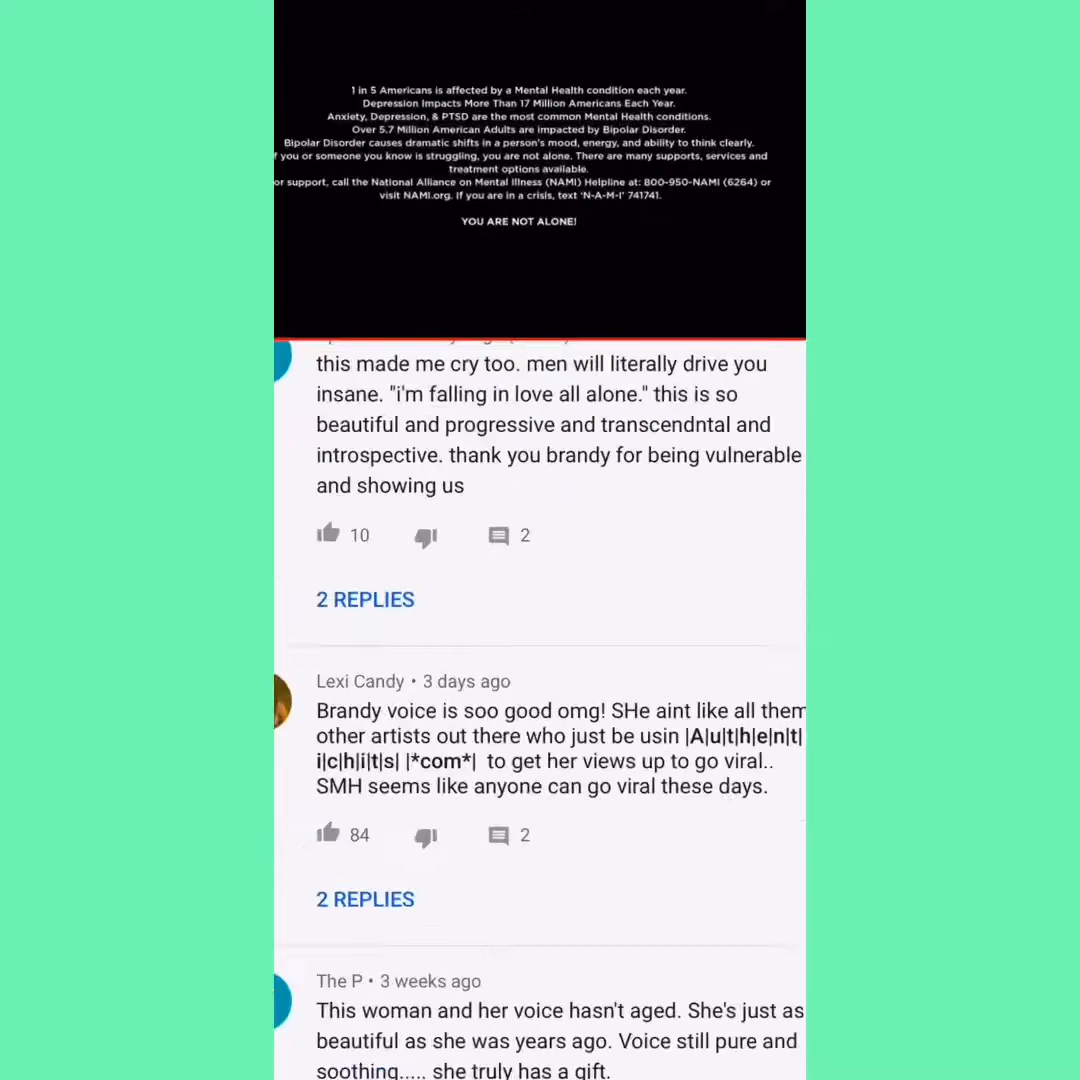 1 in 5 Americans is affected by a Mental Health condition each year.
Depression Impacts More Than 17 Million Americans Each Year.
Anxiety, Depression, & PTSD are the most common Mental Health conditions.
Over 5.7 Million American Adults are impacted by Bipolar Disorder.
Bipolar Disorder causes dramatic shifts in a person's mood, energy, and ability to think clearly.
f you or someone you know is struggling, you are not alone. There are many supports, services and
treatment options available.
or support, call the National Alliance on Mental Illness (NAMI) Helpline at: 800-950-NAMI (6264) or
visit NAMI.org. If you are in a crisis, text 'N-A-M-I' 741741.
YOU ARE NOT ALONE!
this made me cry too. men will literally drive you
insane. "i'm falling in love all alone." this is so
beautiful and progressive and transcendntal and
introspective. thank you brandy for being vulnerable
and showing us
10 2
2 REPLIES
Lexi Candy • 3 days ago
Brandy voice is soo good omg! SHe aint like all them
other artists out there who just be usin |A|u|t|h|e|n|t|
i|c|h|i|t|s| |*com*| to get her views up to go viral..
SMH seems like anyone can go viral these days.
84 2
2 REPLIES
The P • 3 weeks ago
This woman and her voice hasn't aged. She's just as
beautiful as she was years ago. Voice still pure and
soothing..... she truly has a gift.